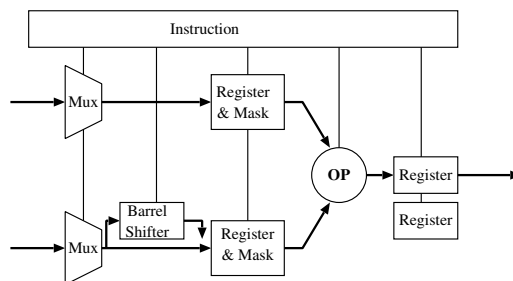 Instruction
Mux
Register
& Mask
OP
Register
Register
Barrel
Shifter
Mux
Register
& Mask